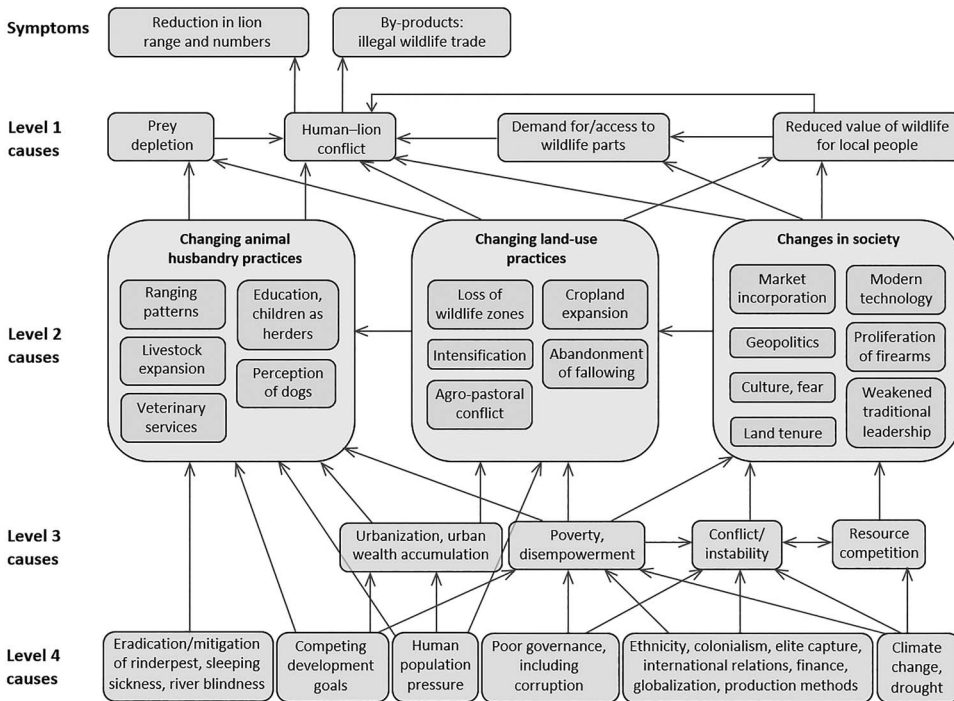 Symptoms
Reduction in lion
range and numbers
By-products:
illegal wildlife trade
Level 1
causes
Prey
depletion
Human–lion
conflict
Demand for/access to
wildlife parts
Reduced value of wildlife
for local people
Level 2
causes
Changing animal
husbandry practices
Ranging
patterns
Livestock
expansion
Veterinary
services
Education,
children as
herders
Perception
of dogs
Changing land-use
practices
Loss of
wildlife zones
Intensification
Agro-pastoral
conflict
Cropland
expansion
Abandonment
of fallowing
Changes in society
Market
incorporation
Geopolitics
Culture, fear
Land tenure
Modern
technology
Proliferation
of firearms
Weakened
traditional
leadership
Level 3
causes
Urbanization, urban
wealth accumulation
Poverty,
disempowerment
Conflict/
instability
Resource
competition
Level 4
causes
Eradication/mitigation
of rinderpest, sleeping
sickness, river blindness
Competing
development
goals
Human
population
pressure
Poor governance,
including
corruption
Ethnicity, colonialism, elite capture,
international relations, finance,
globalization, production methods
Climate
change,
drought